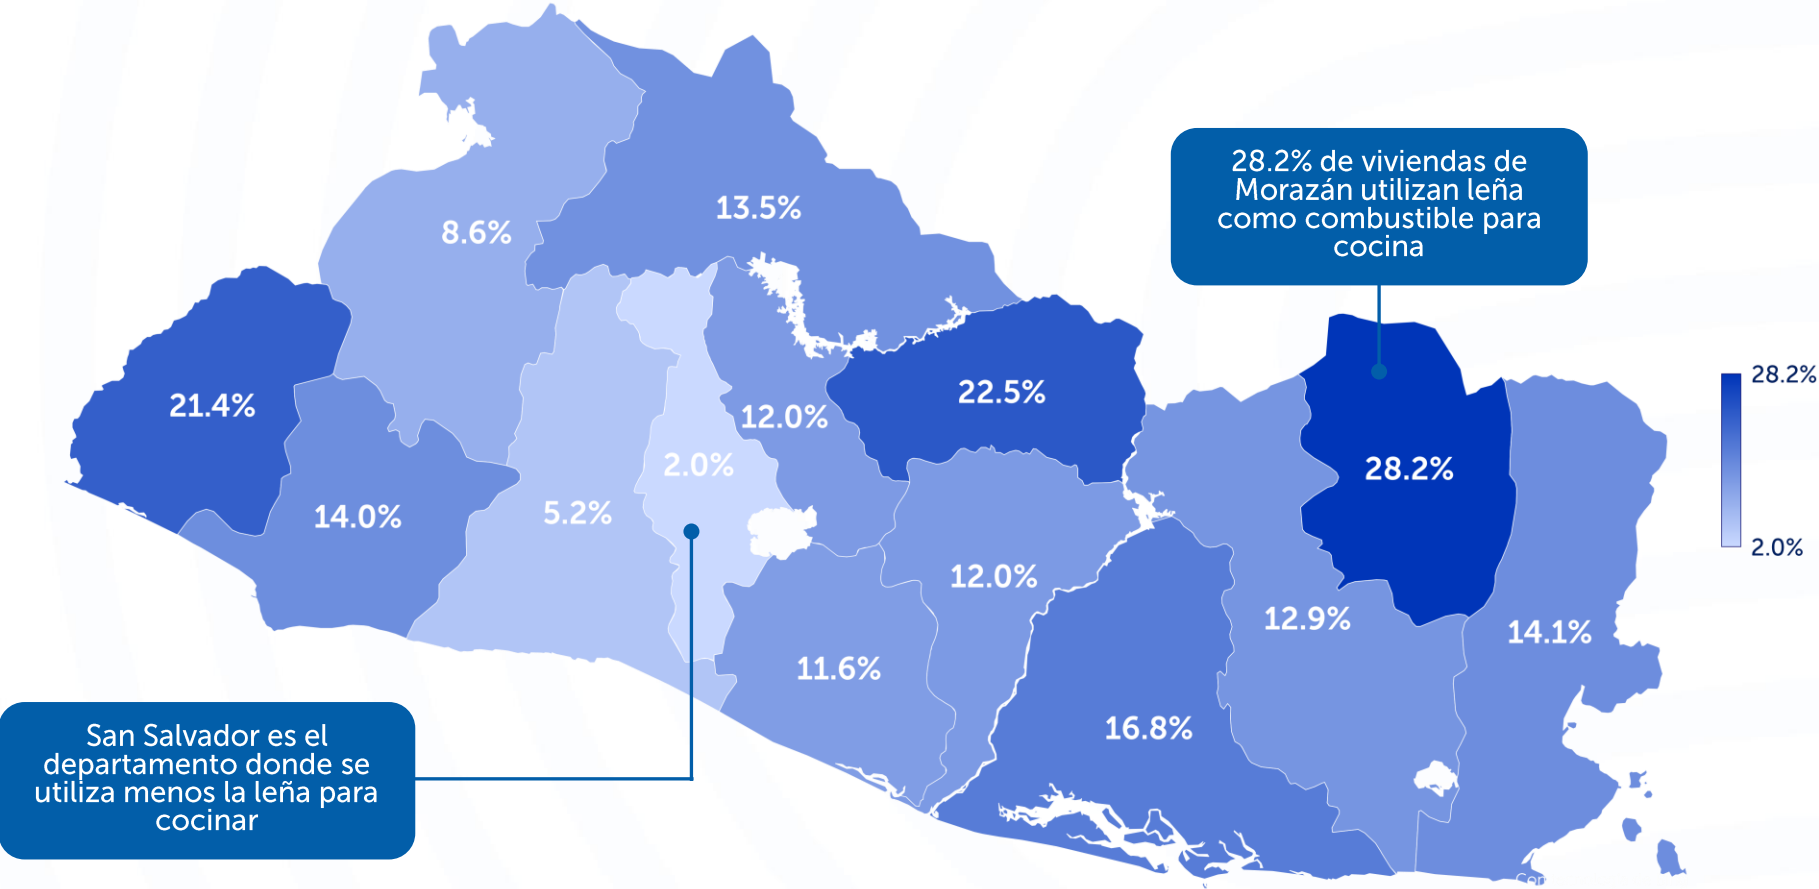 28.2% de viviendas de
Morazán utilizan leña
como combustible para
cocina
13.5%
8.6%
28.2%
2.0%
21.4%
22.5%
12.0%
2.0%
28.2%
14.0%
5.2%
12.0%
12.9%
14.1%
11.6%
16.8%
San Salvador es el
departamento donde se
utiliza menos la leña para
cocinar